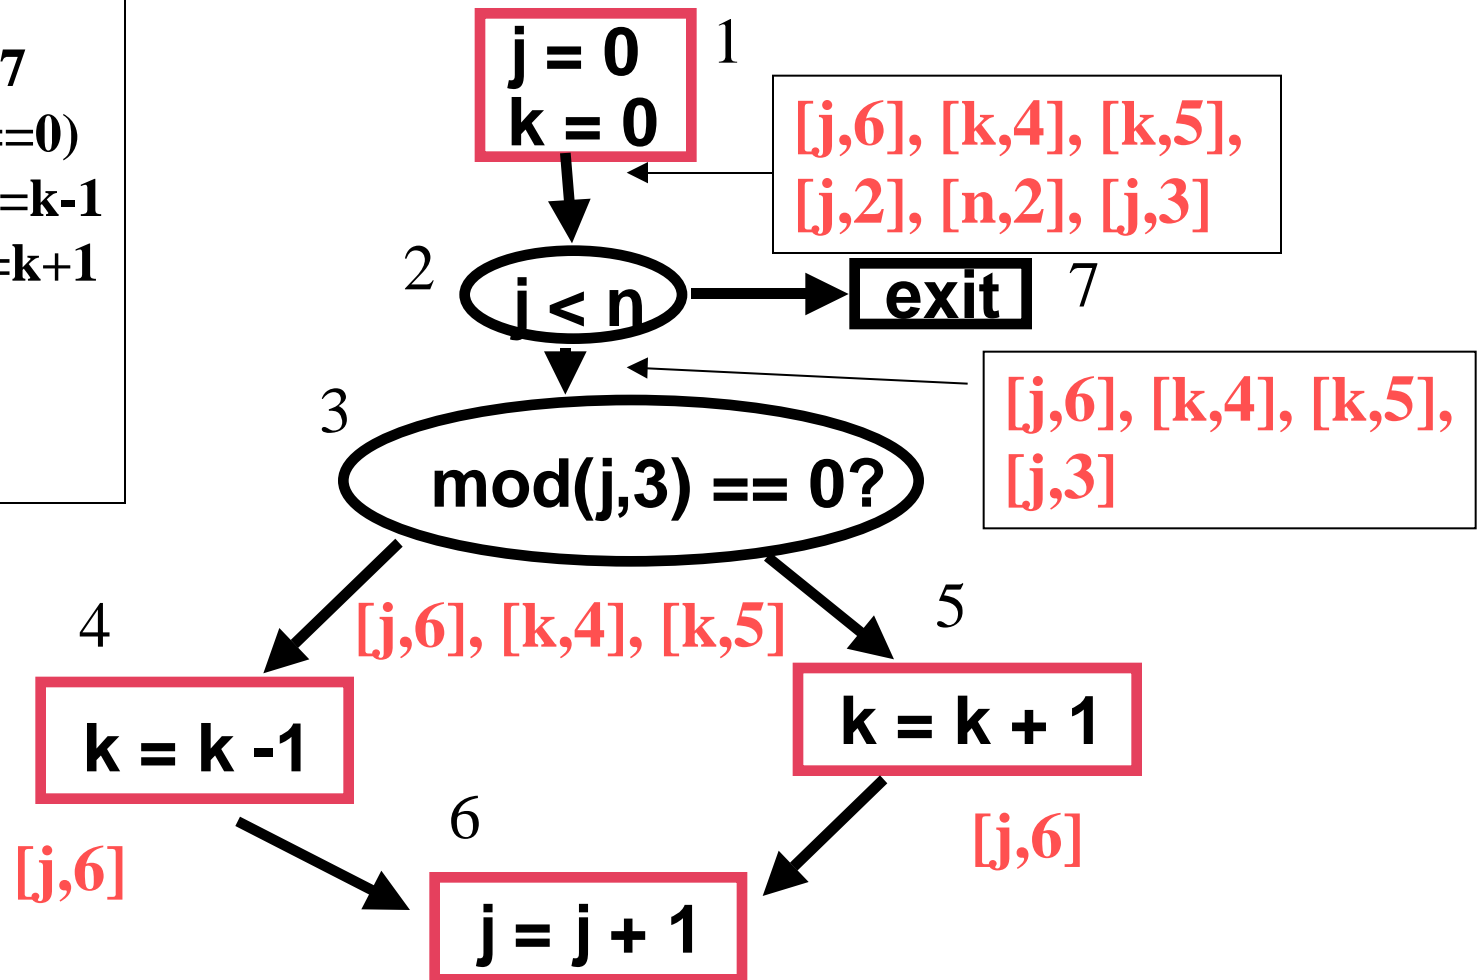 7
==0)
=k-1
=k+1
j = 0
k = 0
1
[j,6], [k,4], [k,5],
[j,2], [n,2], [j,3]
2
j < n
exit
7
3
mod(j,3) == 0?
[j,6], [k,4], [k,5],
[j,3]
4
[j,6], [k,4], [k,5]
5
k = k -1
k = k + 1
[j,6]
6
[j,6]
j = j + 1